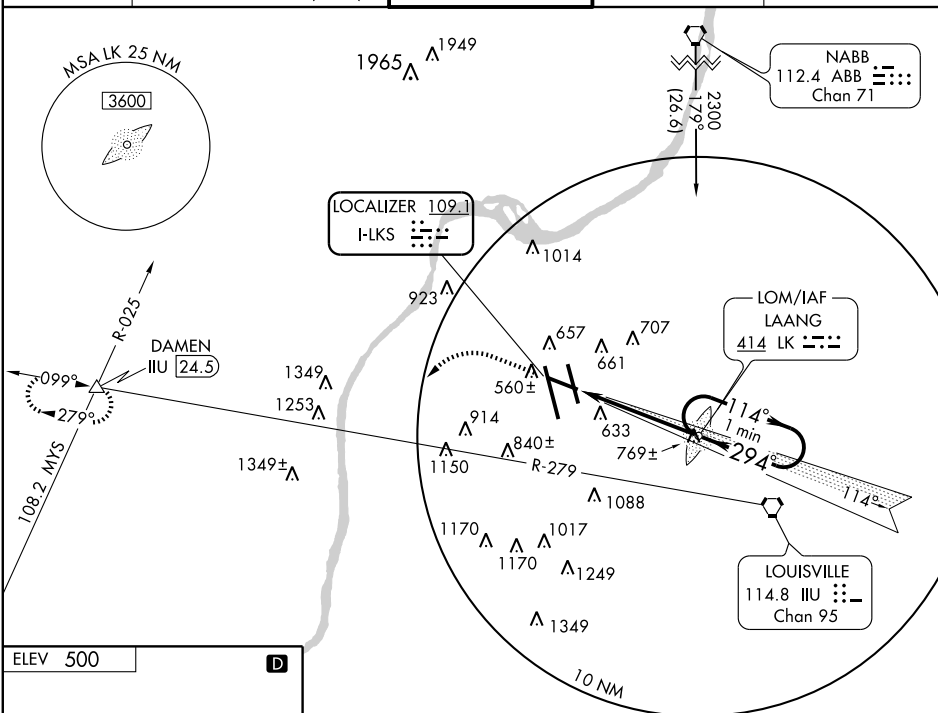 MSA LK 25 NM
3600
1965
1949
NABB
112.4 ABB
Chan 71
2300
179°
(26.6)
LOCALIZER 109.1
I-LKS
1014
923
R-025
DAMEN
IIU 24.5
099°
279°
108.2 MYS
1349
1253
1349±
657
661
707
560±
LOM/IAF
LAANG
414 LK
114°
1 min
294°
114°
633
769±
914
840±
1150
R-279
1088
1170
1170
1017
1249
1349
LOUISVILLE
114.8 IIU
Chan 95
10 NM
ELEV 500
D